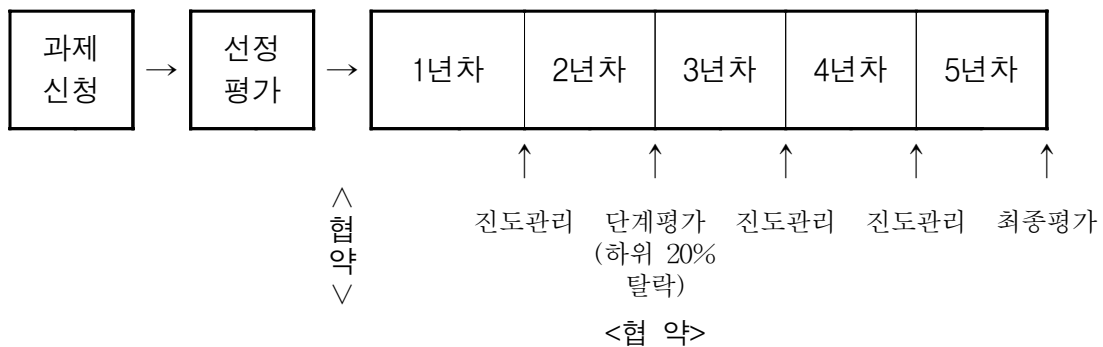 과제
신청
→
선정
평가
→
1년차
2년차
3년차
4년차
5년차
<협약>
진도관리
단계평가
(하위 20%
탈락)
진도관리
진도관리
최종평가
<협 약>